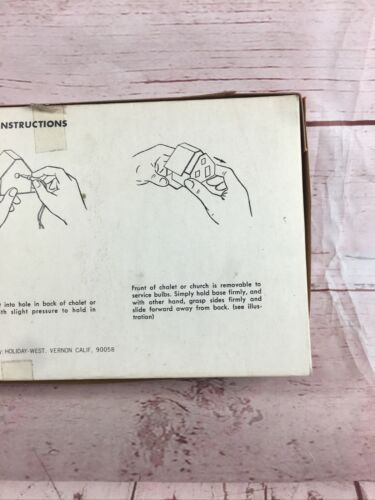 NSTRUCTIONS
into hole in back of chalet or
th slight pressure to hold in
Front of chalet or church is removable to
service bulbs. Simply hold base firmly, and
with other hand, grasp sides firmly and
slide forward away from back. (see illus-
tration)
HOLIDAY-WEST. VERNON CALIF, 90058